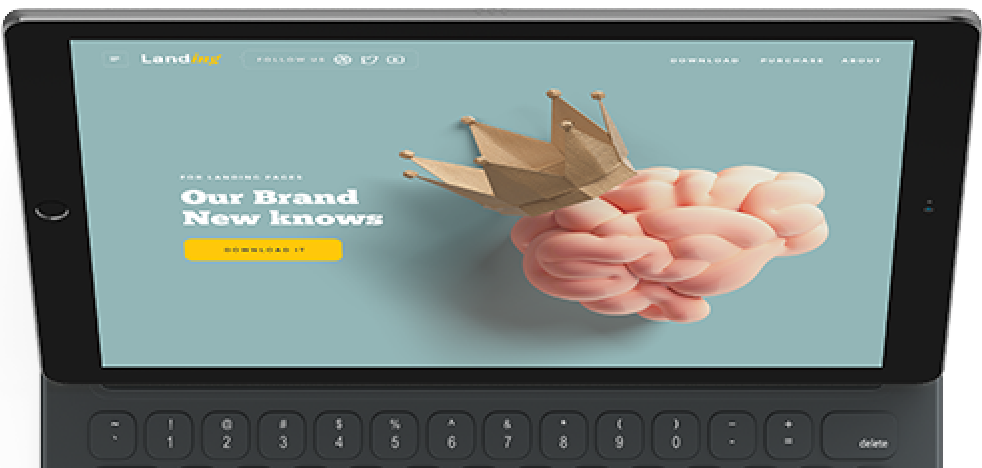 Landing
FOLLOW US
DOWNLOAD PURCHASE ABOUT
FOR LANDING PAGES
Our Brand
New knows
DOWNLOAD IT
~ ! @ # $ % ^ & * ( ) – +
` 1 2 3 4 5 6 7 8 9 0 - = delete